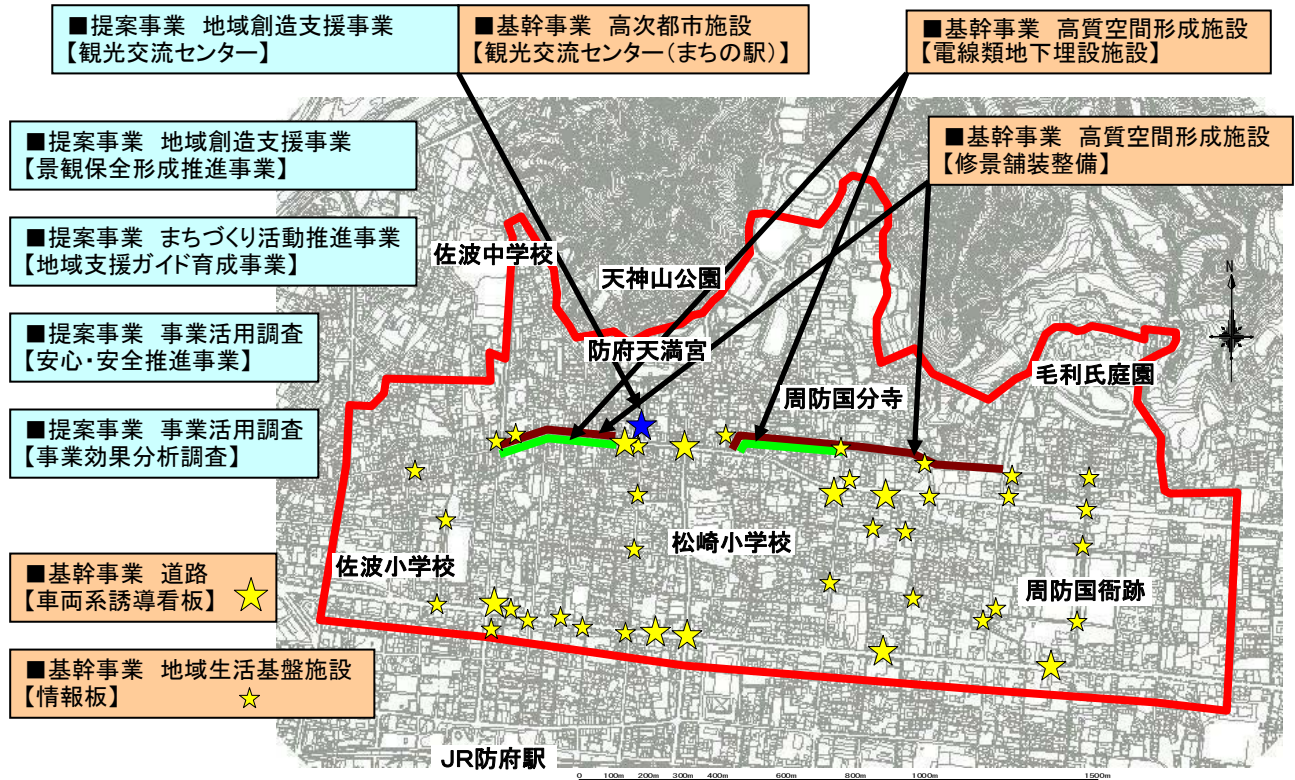 ■提案事業 地域創造支援事業
【観光交流センター】
■基幹事業 高次都市施設
【観光交流センター(まちの駅)】
■基幹事業 高質空間形成施設
【電線類地下埋設施設】
■提案事業 地域創造支援事業
【景観保全形成推進事業】
■基幹事業 高質空間形成施設
【修景舗装整備】
■提案事業 まちづくり活動推進事業
【地域支援ガイド育成事業】
■提案事業 事業活用調査
【安心・安全推進事業】
■提案事業 事業活用調査
【事業効果分析調査】
■基幹事業 道路
【車両系誘導看板】
■基幹事業 地域生活基盤施設
【情報板】
佐波中学校
天神山公園
N
防府天満宮
毛利氏庭園
周防国分寺
松崎小学校
佐波小学校
周防国衙跡
JR防府駅
0 100m 200m 300m 400m 600m 800m 1000m 1500m